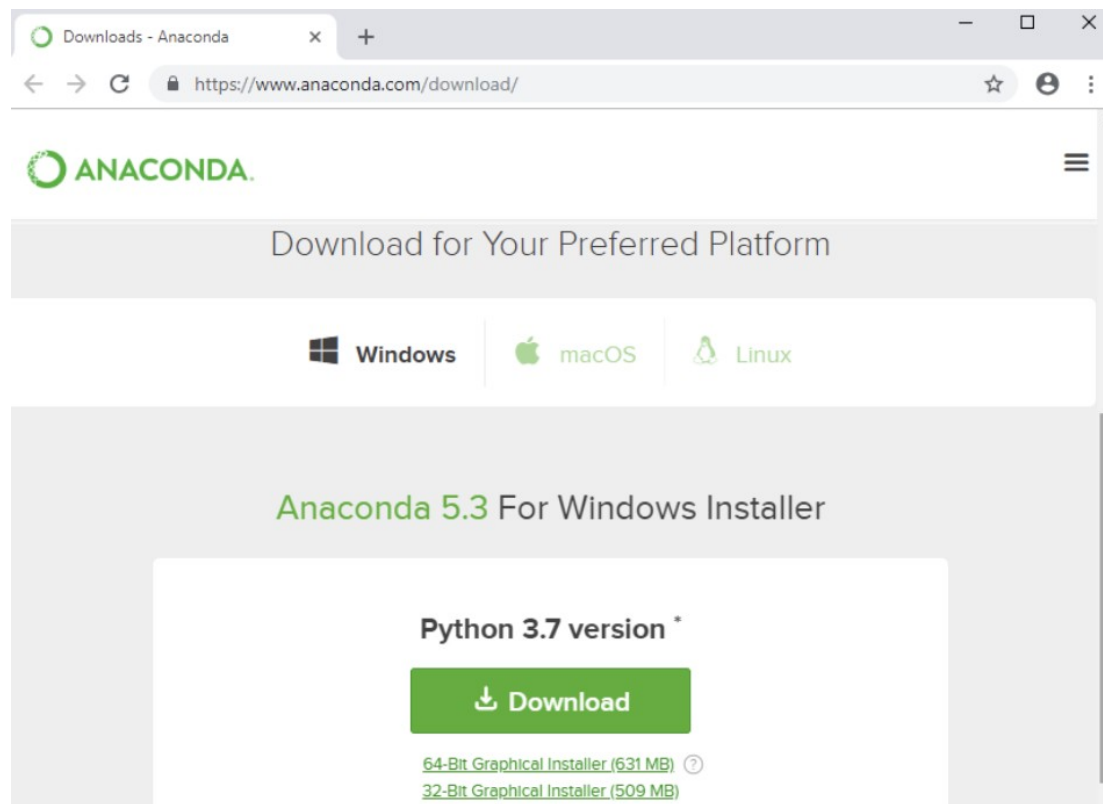 Downloads - Anaconda
https://www.anaconda.com/download/
ANACONDA.
Download for Your Preferred Platform
Windows macOS Linux
Anaconda 5.3 For Windows Installer
Python 3.7 version *
Download
64-Bit Graphical Installer (631 MB) ?
32-Bit Graphical Installer (509 MB)